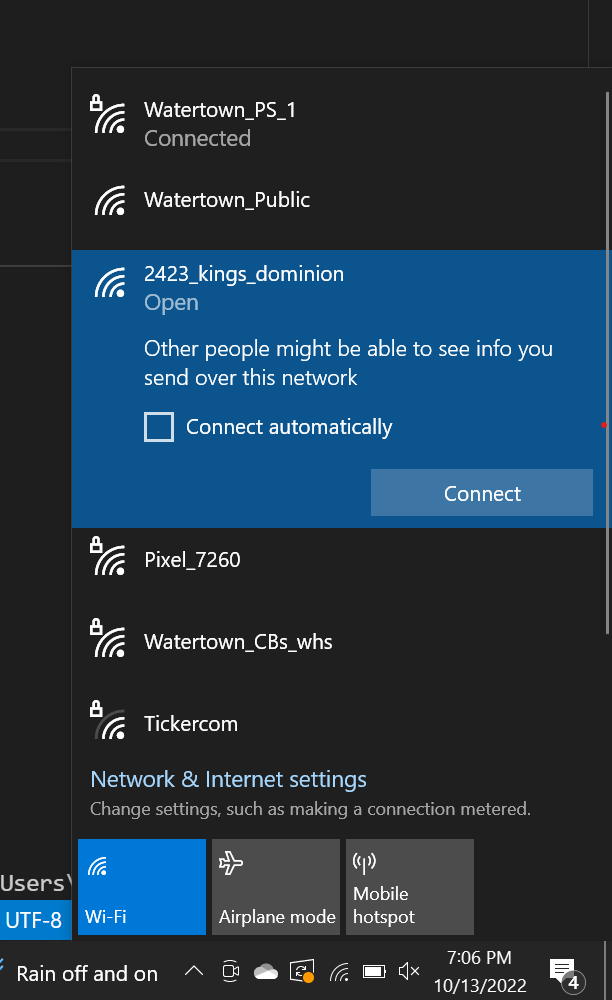 Watertown_PS_1
Connected
Watertown_Public
2423_kings_dominion
Open
Other people might be able to see info you
send over this network
Connect automatically
Connect
Pixel_7260
Watertown_CBs_whs
Tickercom
Network & Internet settings
Change settings, such as making a connection metered.
Users\
UTF-8
Wi-Fi
Airplane mode
Mobile
hotspot
Rain off and on
7:06 PM
10/13/2022
4